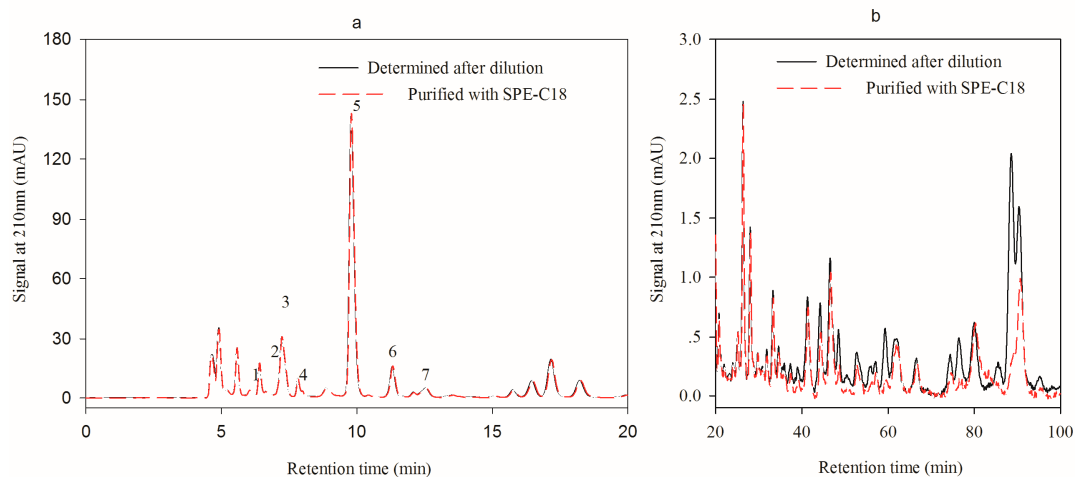 a
180
150
120
90
60
30
0
Signal at 210nm (mAU)
Determined after dilution
Purified with SPE-C18
1
2
3
4
5
6
7
0 5 10 15 20
Retention time (min)
b
3.0
2.5
2.0
1.5
1.0
.5
0.0
Signal at 210nm (mAU)
Determined after dilution
Purified with SPE-C18
20 40 60 80 100
Retention time (min)